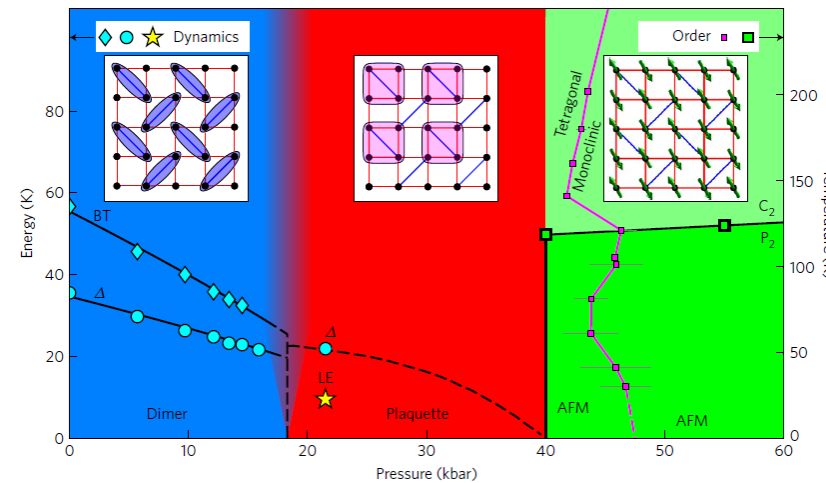 Dynamics
Order
Tetragonal
Monoclinic
80
60
40
20
0
Energy (K)
BT
Δ
Dimer
Δ
LE
Plaquette
AFM
AFM
C2
P2
200
150
100
50
0
0
10
20
30
40
50
60
Pressure (kbar)